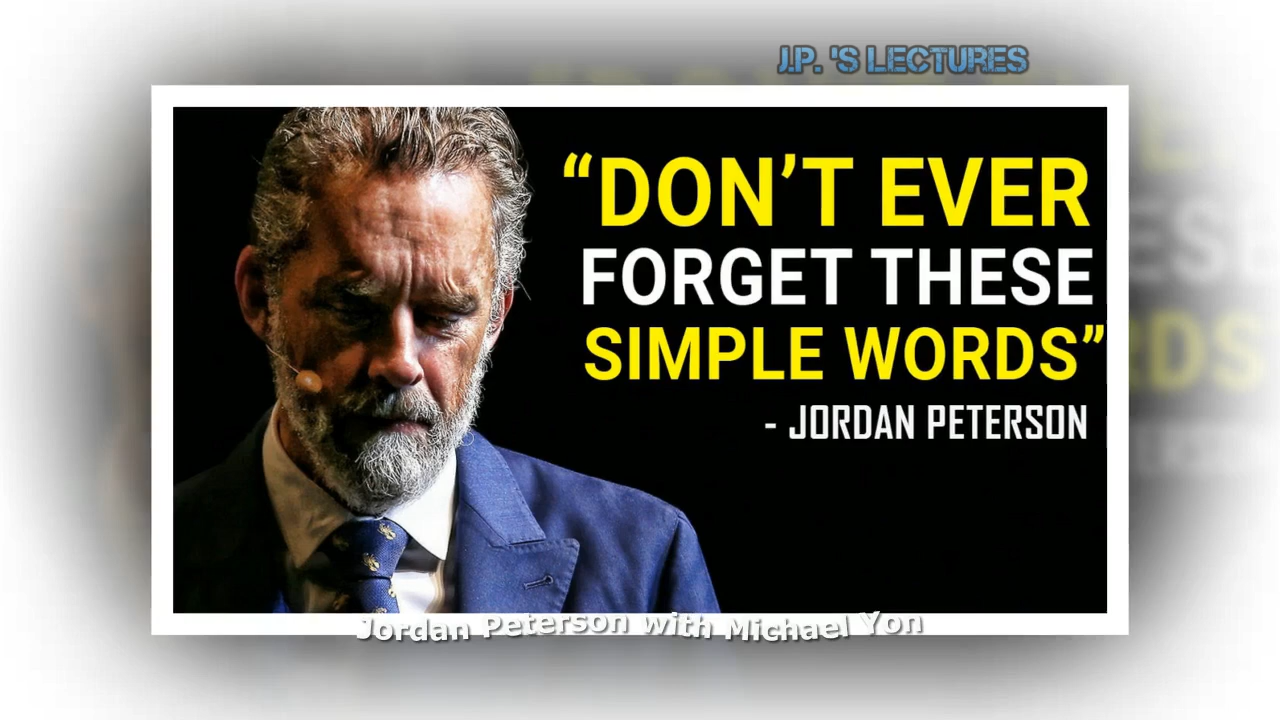 J.P. 'S LECTURES
“DON’T EVER
FORGET THESE
SIMPLE WORDS”
- JORDAN PETERSON
Jordan Peterson with Michael Yon